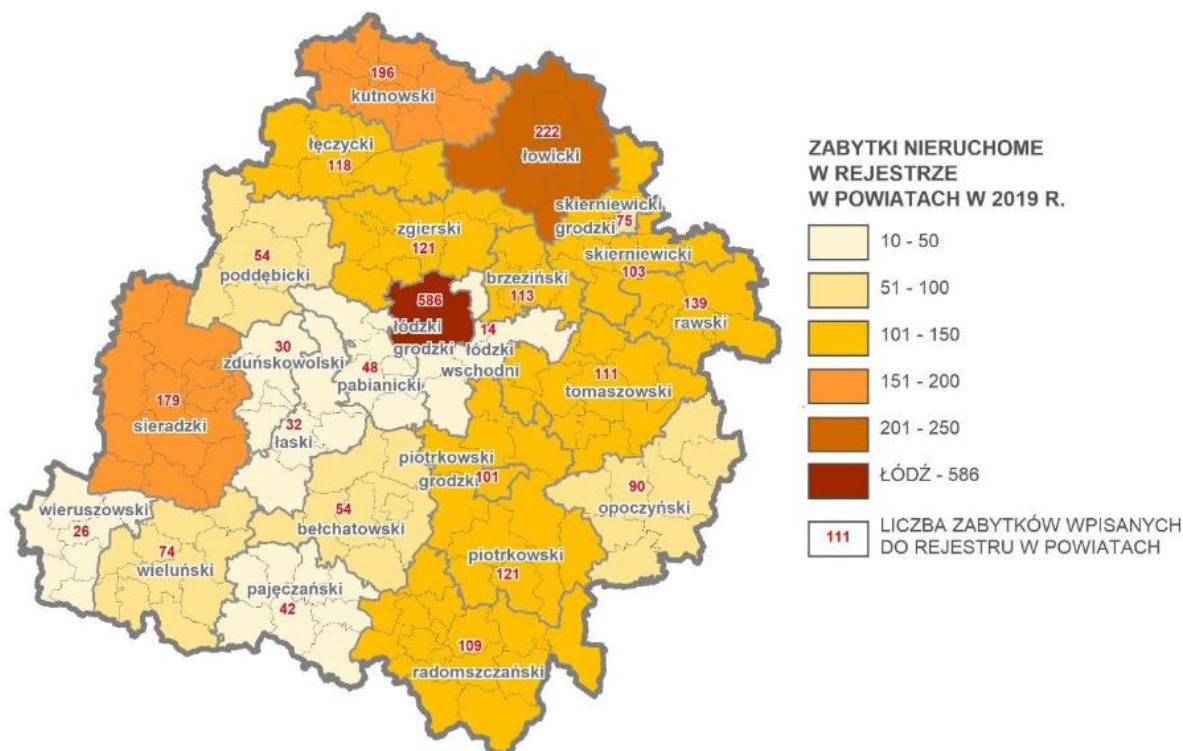 196
kutnowski
222
łowicki
łęczycki
118
skierniewicki
grodzki
75
zgierski
121
skierniewicki
103
54
poddębicki
brzeziński
113
139
rawski
586
łódzki
grodzki
14
łódzki
wschodni
30
zduńskowolski
48
pabianicki
111
tomaszowski
179
sieradzki
32
łaski
piotrkowski
grodzki
101
90
opoczyński
wieruszowski
26
54
bełchatowski
74
wieluński
piotrkowski
121
pajęczański
42
109
radomszczański
ZABYTKI NIERUCHOME
W REJESTRZE
W POWIATACH W 2019 R.
10 - 50
51 - 100
101 - 150
151 - 200
201 - 250
ŁÓDŹ - 586
111
LICZBA ZABYTKÓW WPISANYCH
DO REJESTRU W POWIATACH